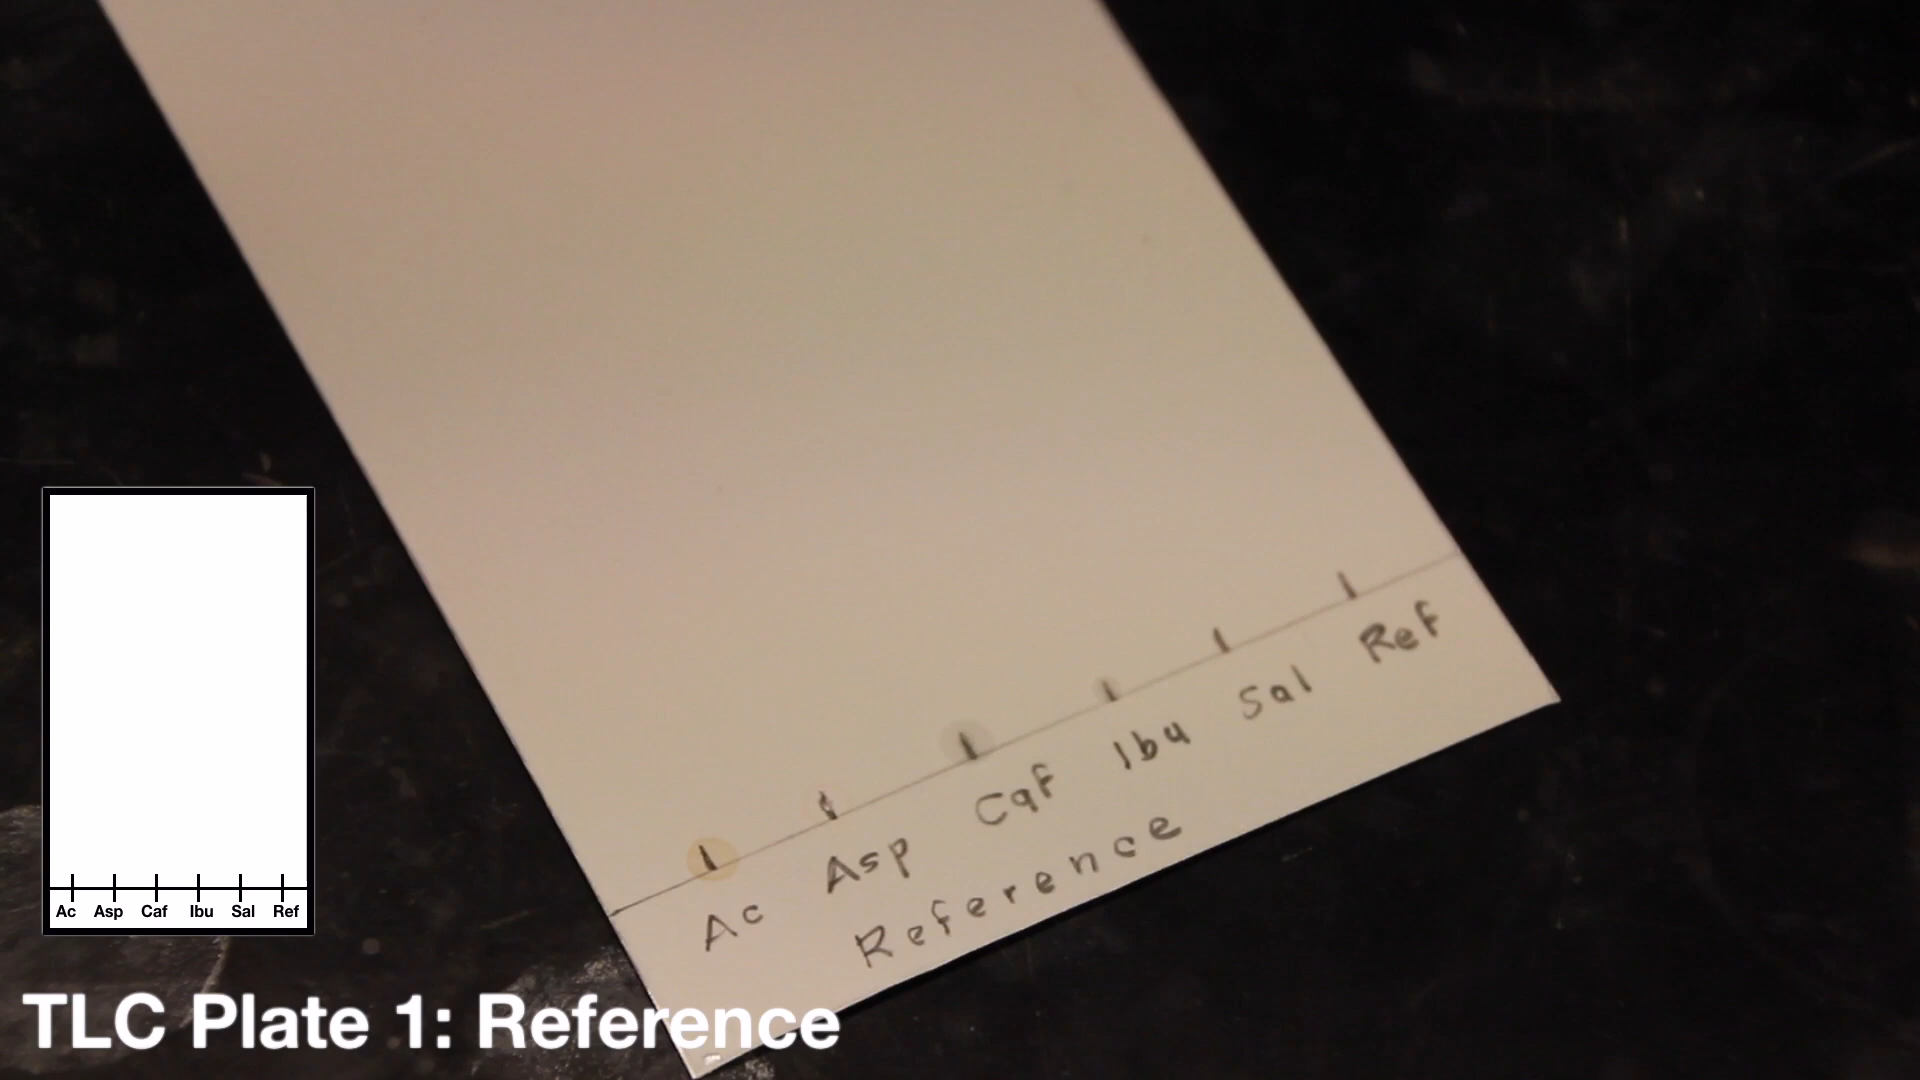 Ac Asp Caf Ibu Sal Ref
Reference
Ac Asp Caf Ibu Sal Ref
TLC Plate 1: Reference